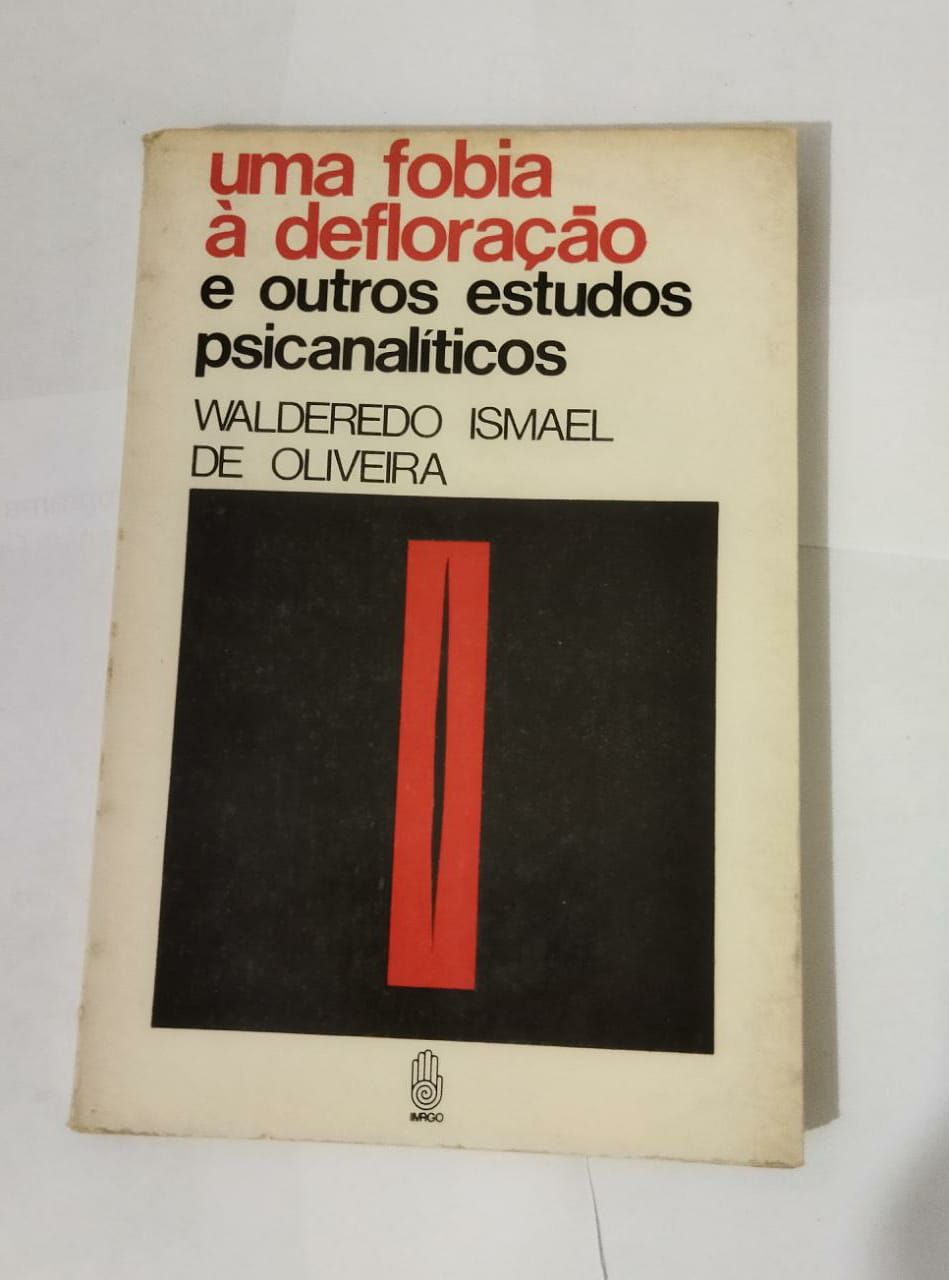 uma fobia
à defloração
e outros estudos
psicanalíticos
WALDEREDO ISMAEL
DE OLIVEIRA
IMAGO